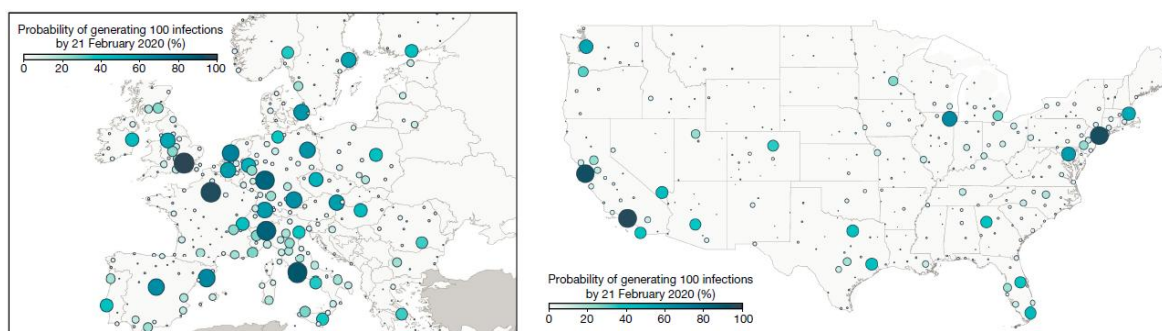 Probability of generating 100 infections
by 21 February 2020 (%)
0 20 40 60 80 100
Probability of generating 100 infections
by 21 February 2020 (%)
0 20 40 60 80 100